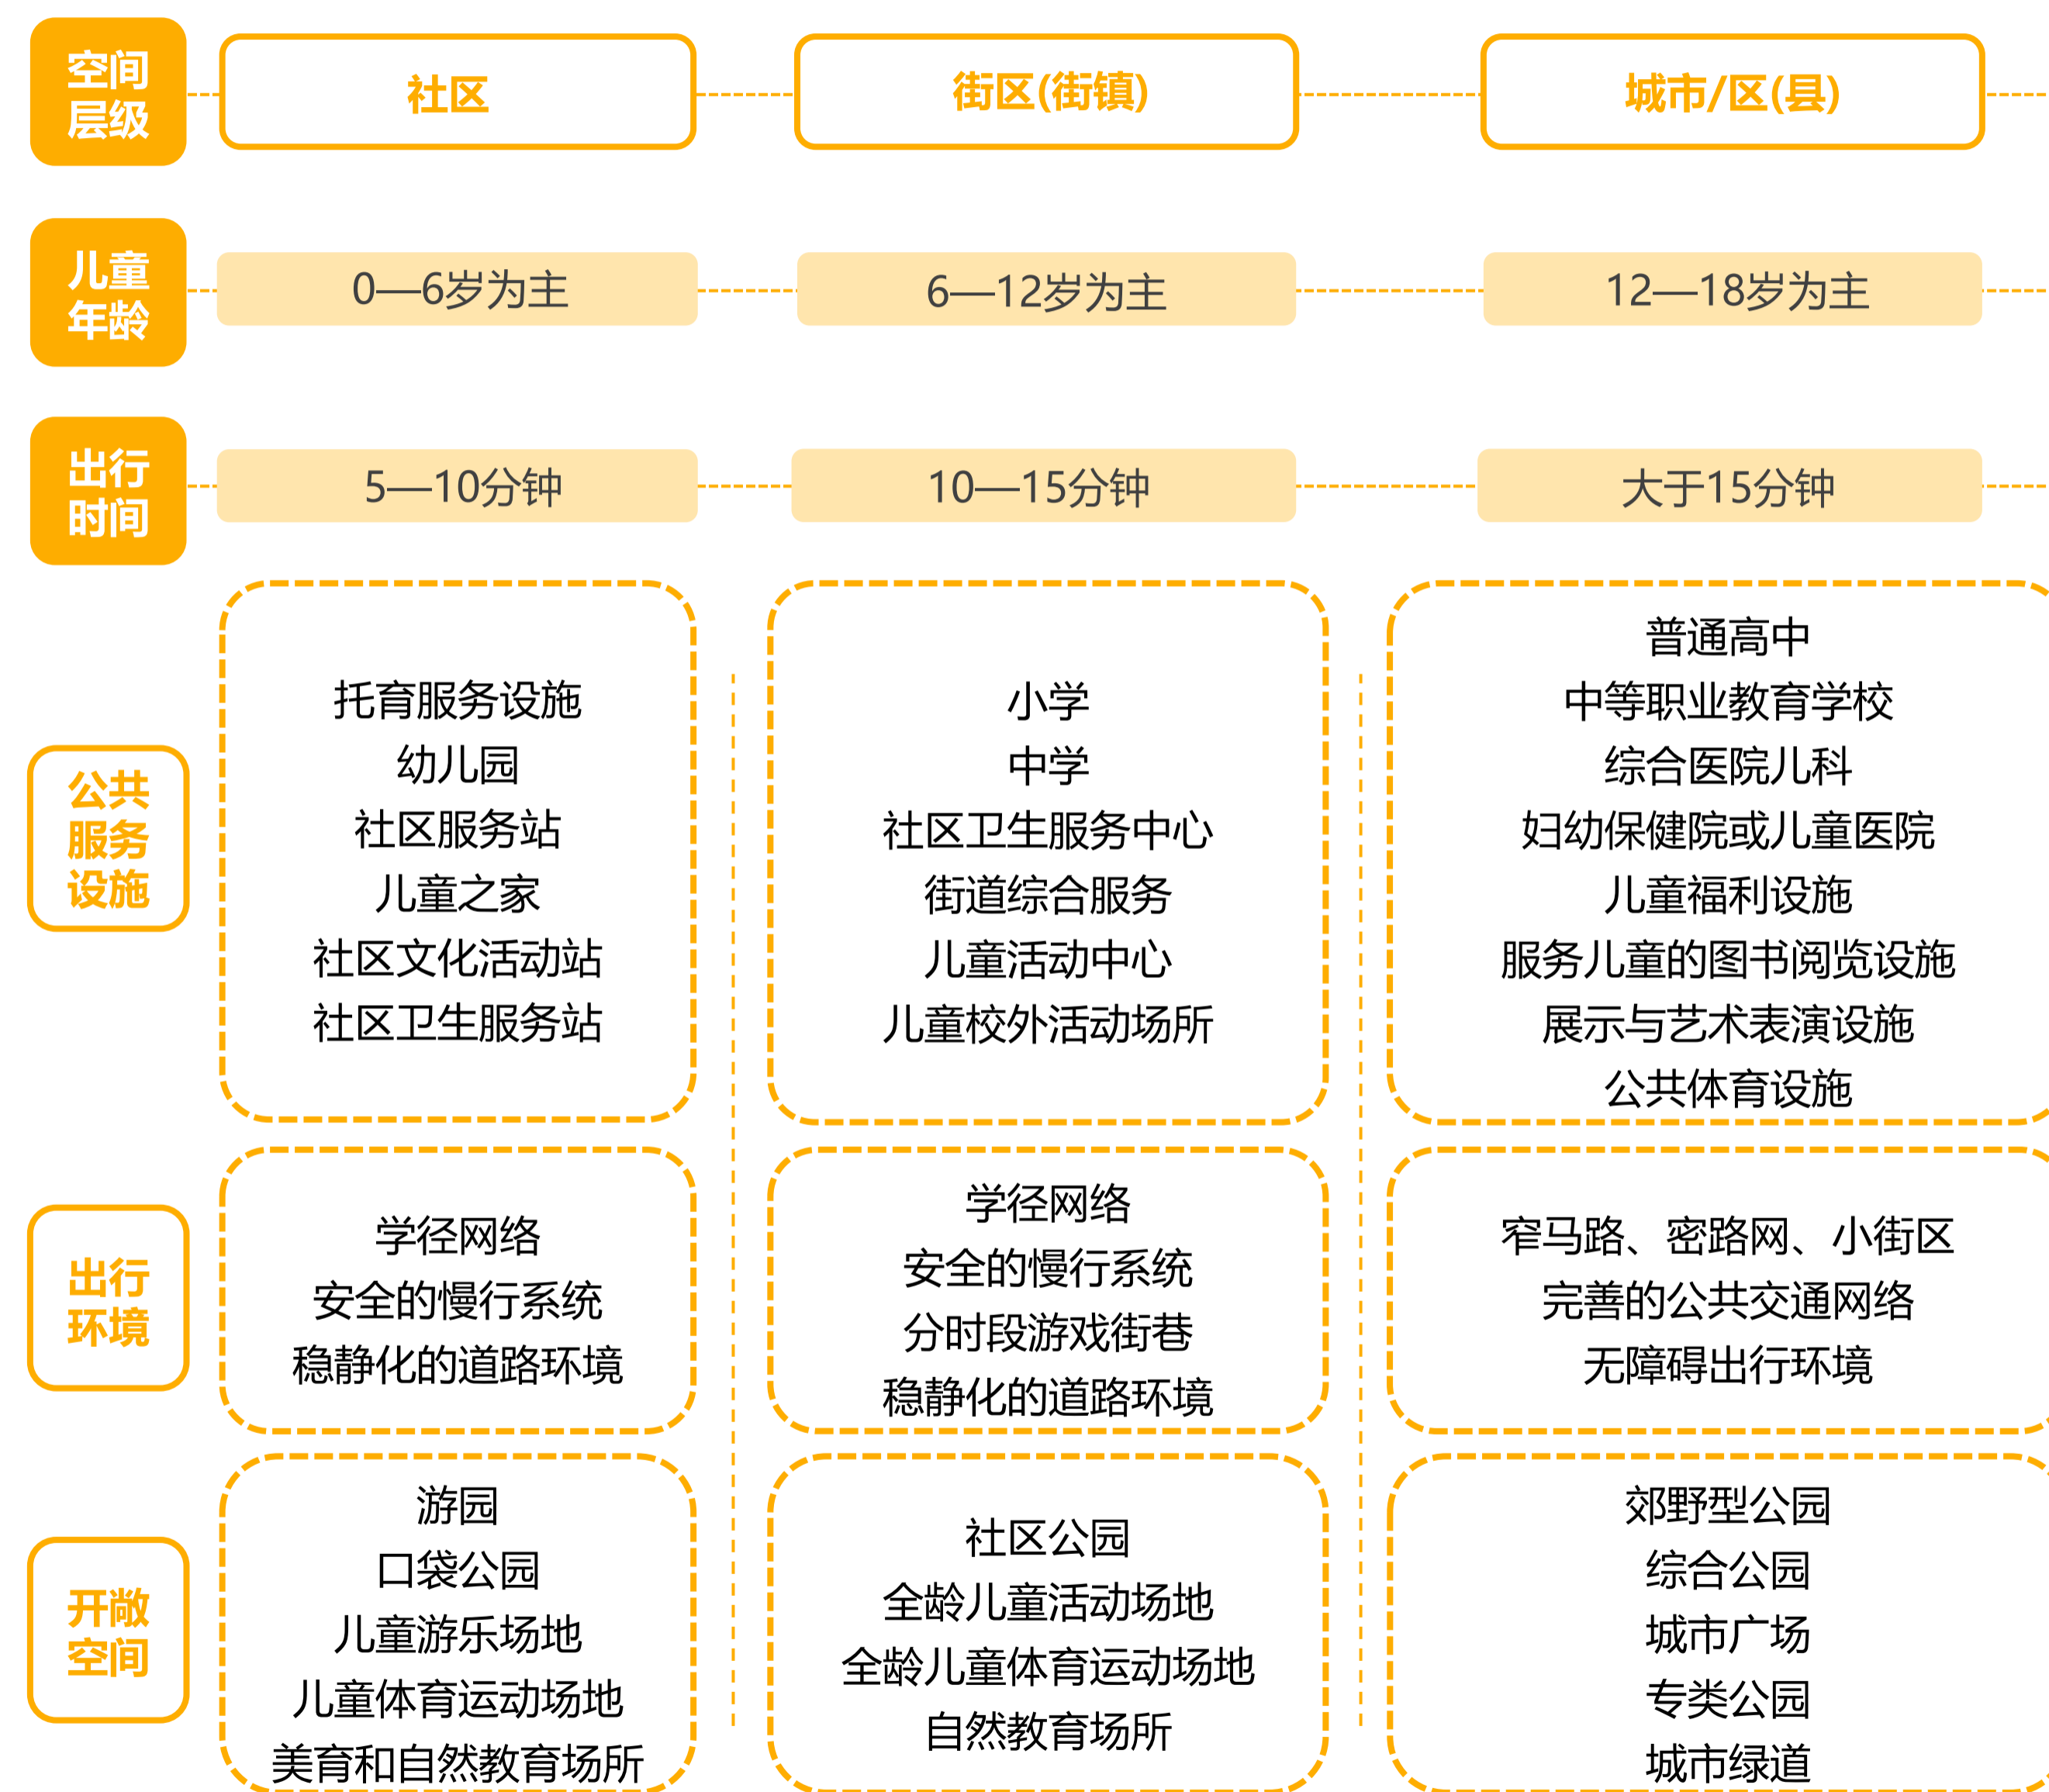 空间
层级
社区
街区(街镇)
城市/区(县)
儿童
年龄
0—6岁为主
6—12岁为主
12—18岁为主
出行
时间
5—10分钟
10—15分钟
大于15分钟
公共
服务
设施
托育服务设施
幼儿园
社区服务站
儿童之家
社区文化活动站
社区卫生服务站
小学
中学
社区卫生服务中心
街道综合服务
儿童活动中心
儿童校外活动场所
普通高中
中等职业教育学校
综合医院儿科
妇幼保健院或儿童医院
儿童福利设施
服务儿童的图书阅览设施
展示与艺术表演设施
公共体育设施
出行
环境
学径网络
安全的慢行系统
稳静化的道路环境
学径网络
安全的慢行系统
分时段游戏街巷
稳静化的道路环境
窄马路、密路网、小街区
完善的公共交通网络
无障碍出行环境
开敞
空间
游园
口袋公园
儿童游乐场地
儿童体育运动场地
美育和自然教育场所
社区公园
全龄儿童活动场地
全龄儿童体育运动场地
自然教育场所
郊野型公园
综合公园
城市广场
专类公园
城市绿道